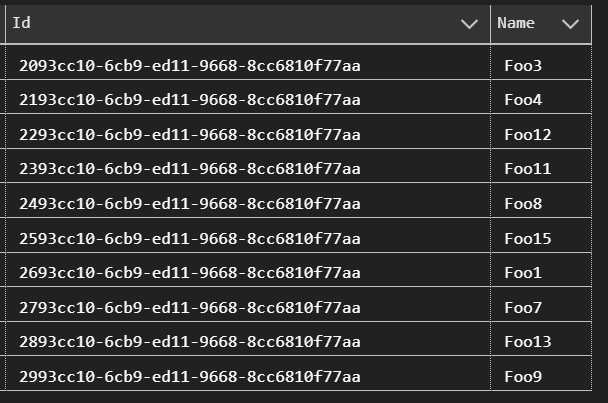 Id Name
2093cc10-6cb9-ed11-9668-8cc6810f77aa Foo3
2193cc10-6cb9-ed11-9668-8cc6810f77aa Foo4
2293cc10-6cb9-ed11-9668-8cc6810f77aa Foo12
2393cc10-6cb9-ed11-9668-8cc6810f77aa Foo11
2493cc10-6cb9-ed11-9668-8cc6810f77aa Foo8
2593cc10-6cb9-ed11-9668-8cc6810f77aa Foo15
2693cc10-6cb9-ed11-9668-8cc6810f77aa Foo1
2793cc10-6cb9-ed11-9668-8cc6810f77aa Foo7
2893cc10-6cb9-ed11-9668-8cc6810f77aa Foo13
2993cc10-6cb9-ed11-9668-8cc6810f77aa Foo9